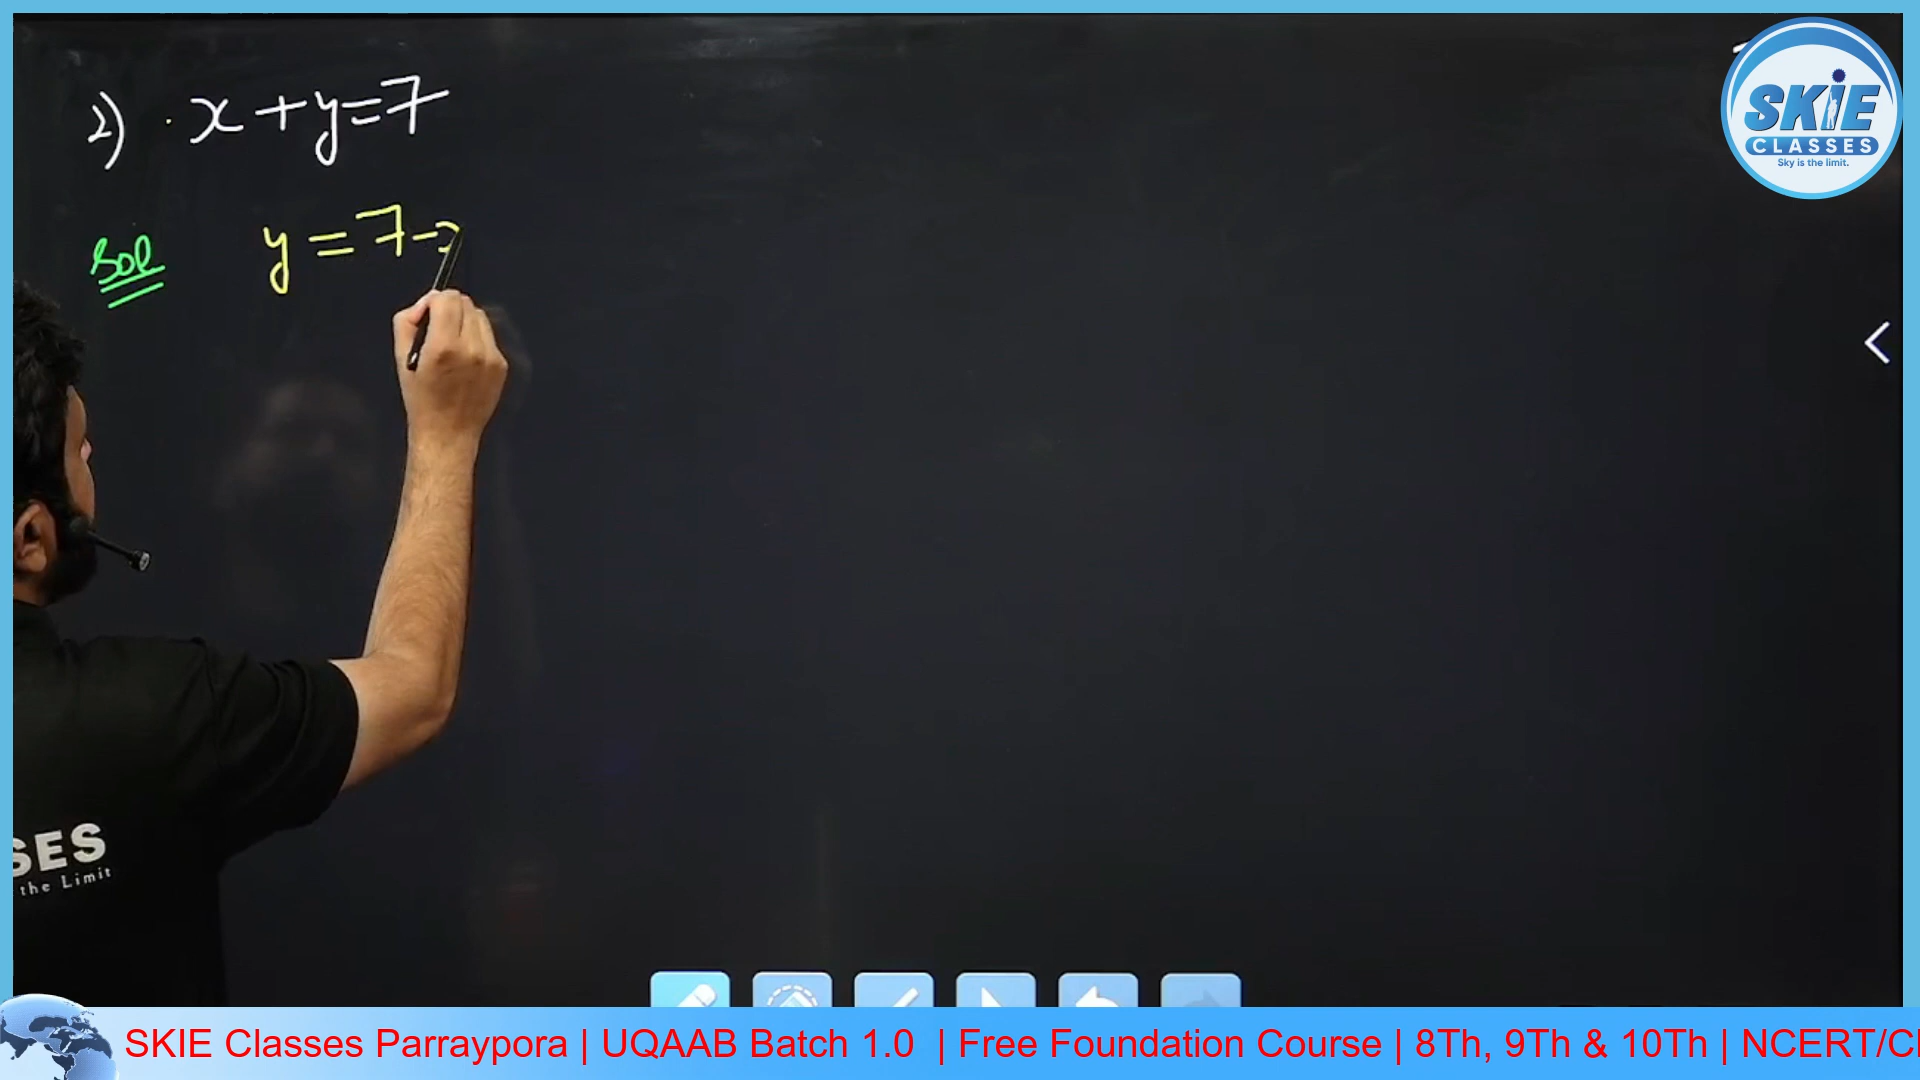 2) x + y = 7
Sol y = 7 -
SKIE
CLASSES
Sky is the limit.
SES
the Limit
SKIE Classes Parraypora | UQAAB Batch 1.0 | Free Foundation Course | 8Th, 9Th & 10Th | NCERT/C